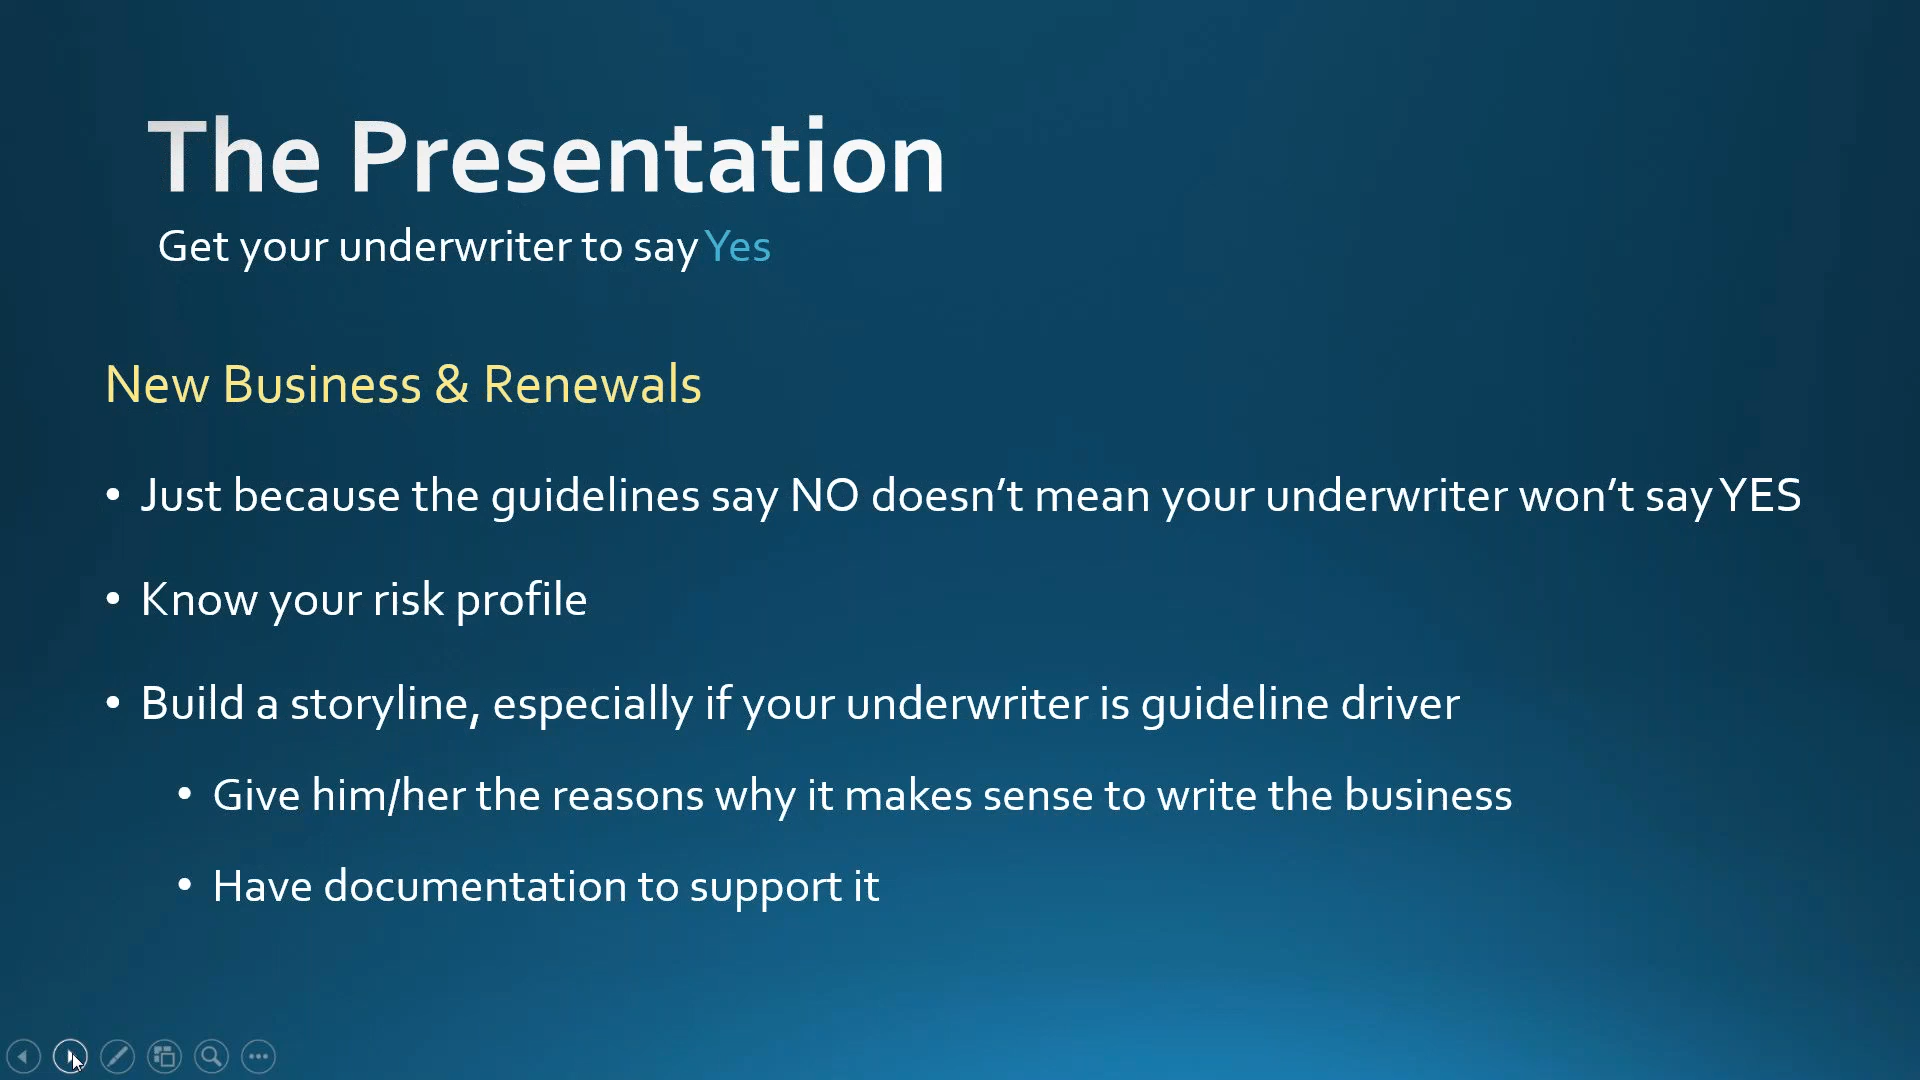 The Presentation
Get your underwriter to say Yes
New Business & Renewals
• Just because the guidelines say NO doesn’t mean your underwriter won’t say YES
• Know your risk profile
• Build a storyline, especially if your underwriter is guideline driver
• Give him/her the reasons why it makes sense to write the business
• Have documentation to support it